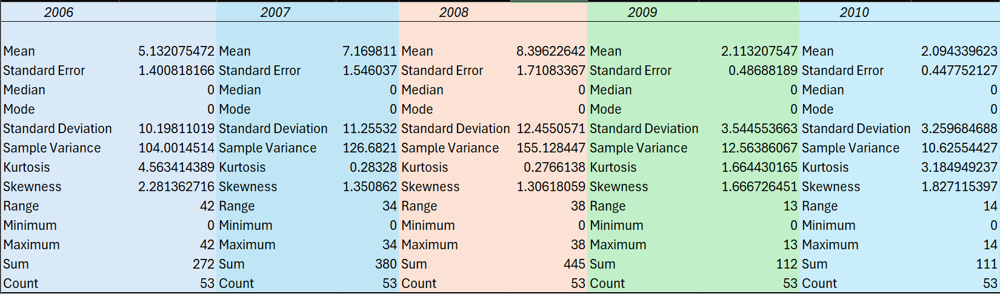 2006 2007 2008 2009 2010
Mean 5.132075472 Mean 7.169811 Mean 8.39622642 Mean 2.113207547 Mean 2.094339623
Standard Error 1.400818166 Standard Error 1.546037 Standard Error 1.71083367 Standard Error 0.48688189 Standard Error 0.447752127
Median 0 Median 0 Median 0 Median 0 Median 0
Mode 0 Mode 0 Mode 0 Mode 0 Mode 0
Standard Deviation 10.19811019 Standard Deviation 11.25532 Standard Deviation 12.4550571 Standard Deviation 3.544553663 Standard Deviation 3.259684688
Sample Variance 104.0014514 Sample Variance 126.6821 Sample Variance 155.128447 Sample Variance 12.56386067 Sample Variance 10.62554427
Kurtosis 4.563414389 Kurtosis 0.28328 Kurtosis 0.2766138 Kurtosis 1.664430165 Kurtosis 3.184949237
Skewness 2.281362716 Skewness 1.350862 Skewness 1.30618059 Skewness 1.666726451 Skewness 1.827115397
Range 42 Range 34 Range 38 Range 13 Range 14
Minimum 0 Minimum 0 Minimum 0 Minimum 0 Minimum 0
Maximum 42 Maximum 34 Maximum 38 Maximum 13 Maximum 14
Sum 272 Sum 380 Sum 445 Sum 112 Sum 111
Count 53 Count 53 Count 53 Count 53 Count 53